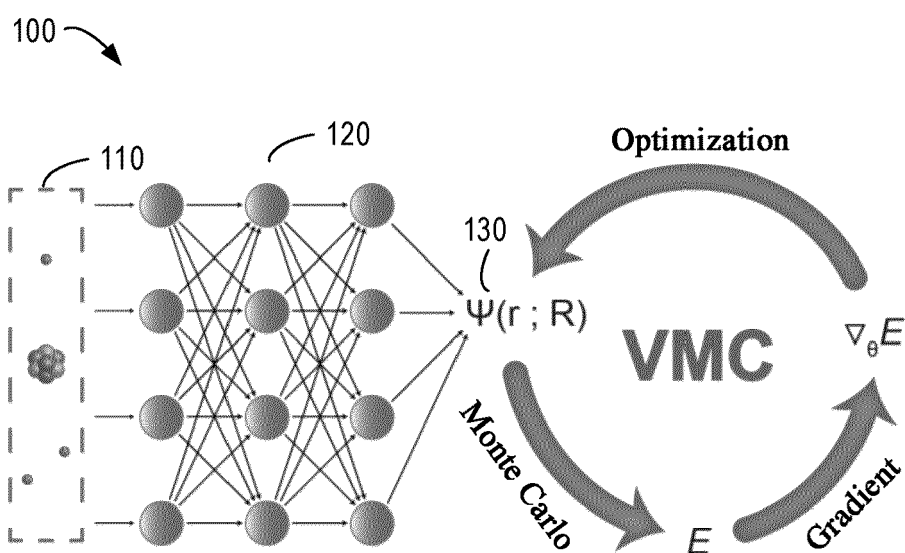 100
110
120
130
Optimization
Ψ(r ; R)
VMC
∇θE
Monte Carlo
E
Gradient